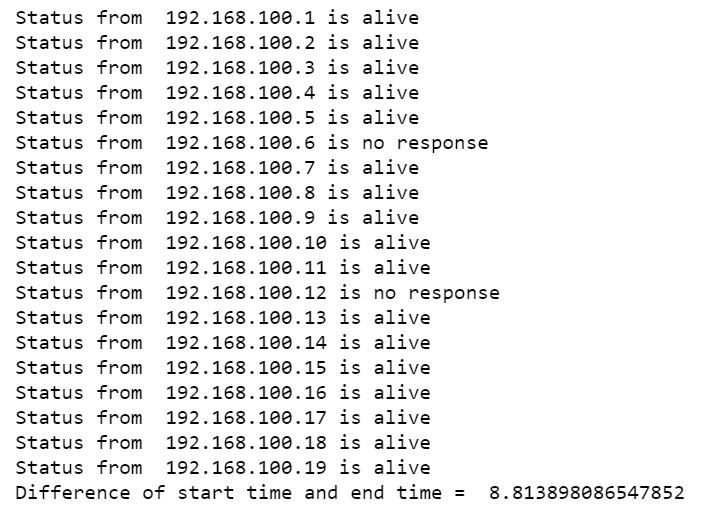 Status from  192.168.100.1 is alive
Status from  192.168.100.2 is alive
Status from  192.168.100.3 is alive
Status from  192.168.100.4 is alive
Status from  192.168.100.5 is alive
Status from  192.168.100.6 is no response
Status from  192.168.100.7 is alive
Status from  192.168.100.8 is alive
Status from  192.168.100.9 is alive
Status from  192.168.100.10 is alive
Status from  192.168.100.11 is alive
Status from  192.168.100.12 is no response
Status from  192.168.100.13 is alive
Status from  192.168.100.14 is alive
Status from  192.168.100.15 is alive
Status from  192.168.100.16 is alive
Status from  192.168.100.17 is alive
Status from  192.168.100.18 is alive
Status from  192.168.100.19 is alive
Difference of start time and end time =  8.813898086547852